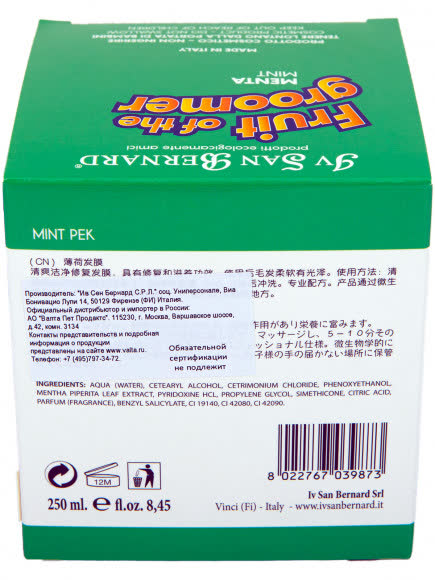 IV SAN BERNARD®
prodotti ecologicamente amici
Fruit of the
groomer
MENTA
MINT
MADE IN ITALY
PRODOTTO COSMETICO - NON INGERIRE
TENERE LONTANO DALLA PORTATA DI BAMBINI
COSMETIC PRODUCT - DO NOT SWALLOW
KEEP OUT OF REACH OF CHILDREN
MINT PEK
(CN) 薄荷发膜
清爽洁净修复发膜，具有修复和滋养功效，使用后毛发柔软有光泽。使用方法：清
冲洗。专业配方。产品通过微生
地方。
Производитель: "Ив Сен Бернард С.Р.Л." соц. Униперсонале, Виа
Бонивацио Лупи 14, 50129 Фирензе (ФИ) Италия.
Официальный дистрибьютор и импортер в России:
АО "Валта Пет Продактс". 115230, г. Москва, Варшавское шоссе,
д.42, комн. 3134
Контакты представительств и подробная
информация о продукции
представлены на сайте www.valta.ru.
Телефон: +7 (495)797-34-72.
Обязательной
сертификации
не подлежит
作用があり栄養に富みます。
マッサージし、５－１０分そ
ッショナル仕様。微生物学的に
子様の手の届かない場所に保管
INGREDIENTS: AQUA (WATER), CETEARYL ALCOHOL, CETRIMONIUM CHLORIDE, PHENOXYETHANOL,
MENTHA PIPERITA LEAF EXTRACT, PYRIDOXINE HCL, PROPYLENE GLYCOL, SIMETHICONE, CITRIC ACID,
PARFUM (FRAGRANCE), BENZYL SALICYLATE, CI 19140, CI 42080, CI 42090.
12M
8 022767 039873
250 ml. ℮ fl.oz. 8,45
Iv San Bernard Srl
Vinci (Fi) - Italy - www.ivsanbernard.it